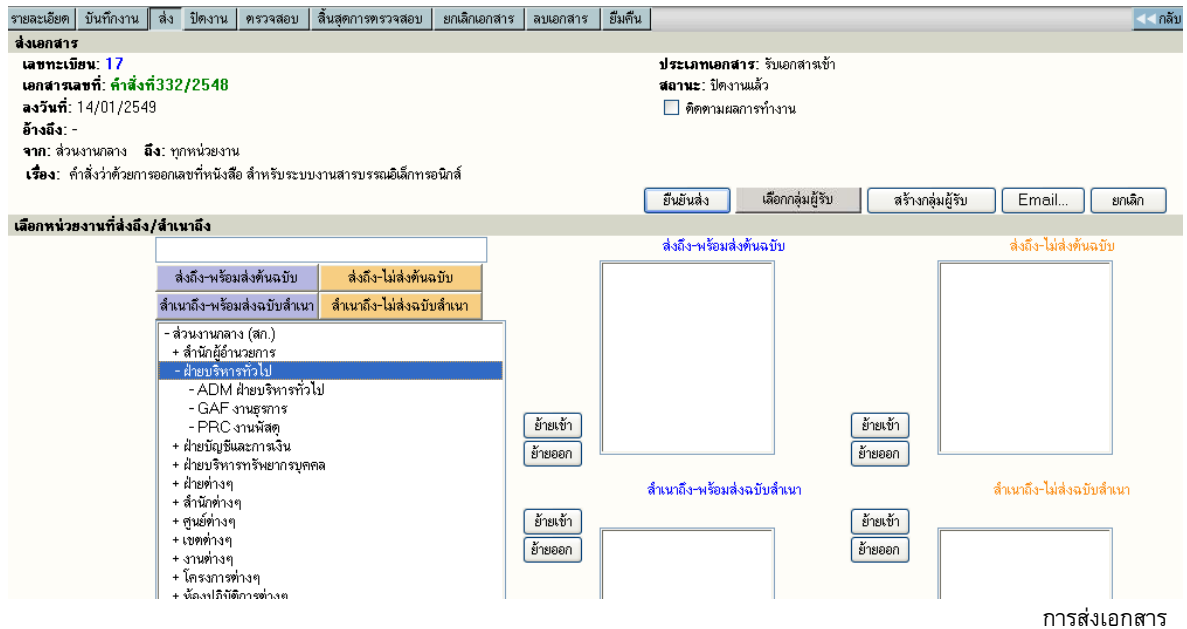 รายละเอียด บันทึกงาน ส่ง ปิดงาน ตรวจสอบ สิ้นสุดการตรวจสอบ ยกเลิกเอกสาร ลบเอกสาร ยืมคืน กลับ
ส่งเอกสาร
เลขทะเบียน: 17 ประเภทเอกสาร: รับเอกสารเข้า
เอกสารเลขที่: คำสั่งที่332/2548 สถานะ: ปิดงานแล้ว
ลงวันที่: 14/01/2549 ติดตามผลการทำงาน
อ้างถึง: -
จาก: ส่วนงานกลาง ถึง: ทุกหน่วยงาน
เรื่อง: คำสั่งว่าด้วยการออกเลขที่หนังสือ สำหรับระบบงานสารบรรณอิเล็กทรอนิกส์
ยืนยันส่ง เลือกกลุ่มผู้รับ สร้างกลุ่มผู้รับ Email... ยกเลิก
เลือกหน่วยงานที่ส่งถึง/สำเนาถึง
ส่งถึง-พร้อมส่งต้นฉบับ ส่งถึง-ไม่ส่งต้นฉบับ
ส่งถึง-พร้อมส่งต้นฉบับ ส่งถึง-ไม่ส่งต้นฉบับ
สำเนาถึง-พร้อมส่งฉบับสำเนา สำเนาถึง-ไม่ส่งฉบับสำเนา
- ส่วนงานกลาง (สก.)
+ สำนักผู้อำนวยการ
- ฝ่ายบริหารทั่วไป
- ADM ฝ่ายบริหารทั่วไป
- GAF งานธุรการ
- PRC งานพัสดุ
+ ฝ่ายบัญชีและการเงิน
+ ฝ่ายบริหารทรัพยากรบุคคล
+ ฝ่ายต่างๆ
+ สำนักต่างๆ
+ ศูนย์ต่างๆ
+ เขตต่างๆ
+ งานต่างๆ
+ โครงการต่างๆ
+ ห้องปฏิบัติการต่างๆ
ย้ายเข้า ย้ายเข้า
ย้ายออก ย้ายออก
สำเนาถึง-พร้อมส่งฉบับสำเนา สำเนาถึง-ไม่ส่งฉบับสำเนา
ย้ายเข้า ย้ายเข้า
ย้ายออก ย้ายออก
การส่งเอกสาร